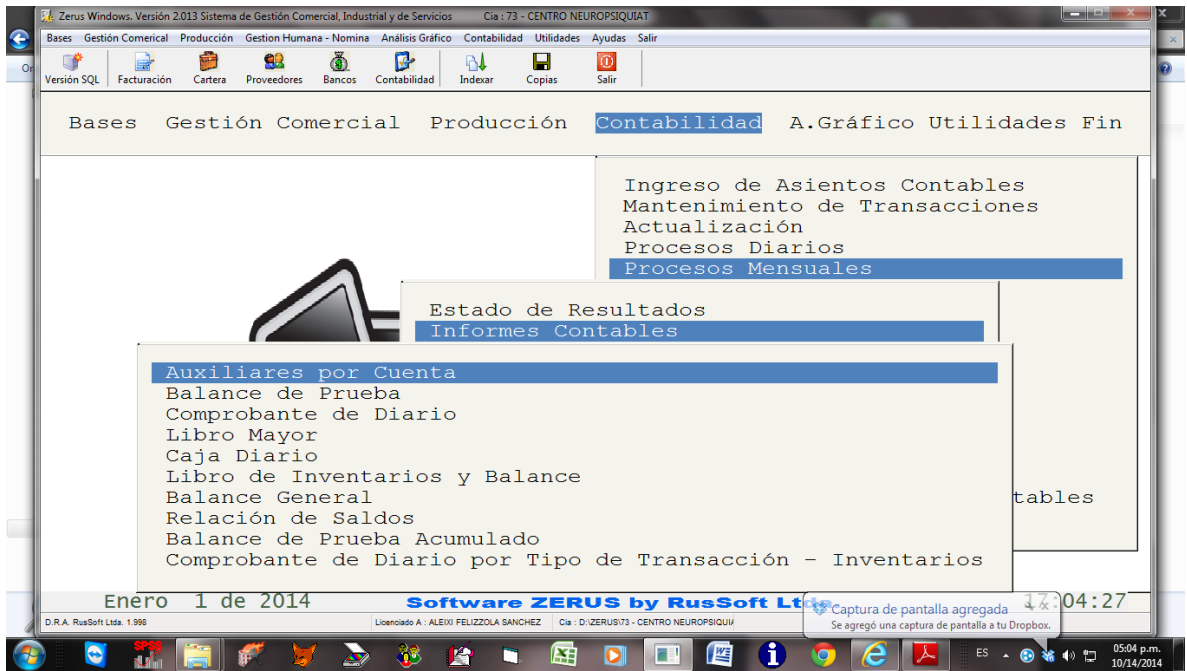 Zerus Windows. Versión 2.013 Sistema de Gestión Comercial, Industrial y de Servicios Cia : 73 - CENTRO NEUROPSIQUIAT
Bases Gestión Comerical Producción Gestion Humana - Nomina Análisis Gráfico Contabilidad Utilidades Ayudas Salir
Versión SQL Facturación Cartera Proveedores Bancos Contabilidad Indexar Copias Salir
Bases Gestión Comercial Producción Contabilidad A.Gráfico Utilidades Fin
Ingreso de Asientos Contables
Mantenimiento de Transacciones
Actualización
Procesos Diarios
Procesos Mensuales
Estado de Resultados
Informes Contables
Auxiliares por Cuenta
Balance de Prueba
Comprobante de Diario
Libro Mayor
Caja Diario
Libro de Inventarios y Balance
Balance General
tables
Relación de Saldos
Balance de Prueba Acumulado
Comprobante de Diario por Tipo de Transacción - Inventarios
Enero 1 de 2014 Software ZERUS by RusSoft Ltda. 17:04:27
Captura de pantalla agregada
Se agregó una captura de pantalla a tu Dropbox.
D.R.A. RusSoft Ltda. 1.998 Licenciado A : ALEIXI FELIZZOLA SANCHEZ Cia : D:\ZERUS\73 - CENTRO NEUROPSIQUI
SPSS
ES 05:04 p.m.
10/14/2014